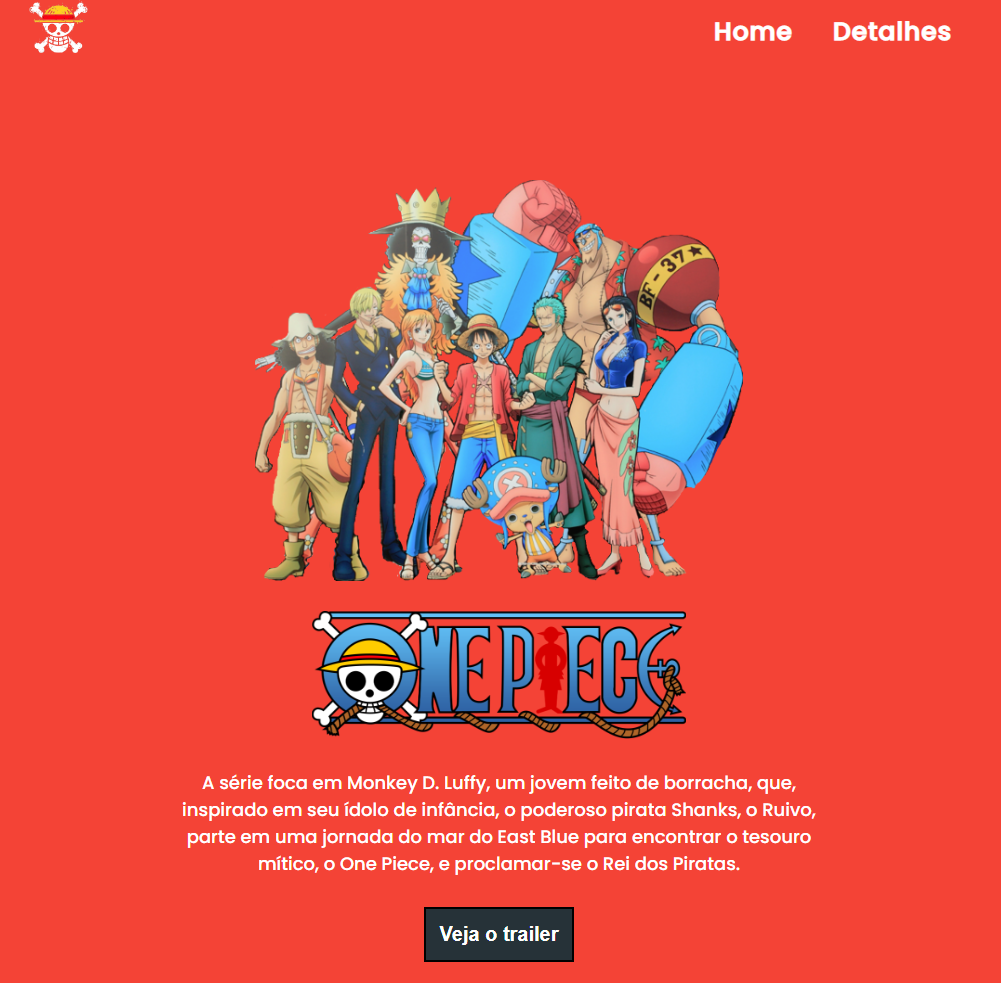 Home Detalhes
BF - 37 ★
ONE PIECE
A série foca em Monkey D. Luffy, um jovem feito de borracha, que,
inspirado em seu ídolo de infância, o poderoso pirata Shanks, o Ruivo,
parte em uma jornada do mar do East Blue para encontrar o tesouro
mítico, o One Piece, e proclamar-se o Rei dos Piratas.
Veja o trailer